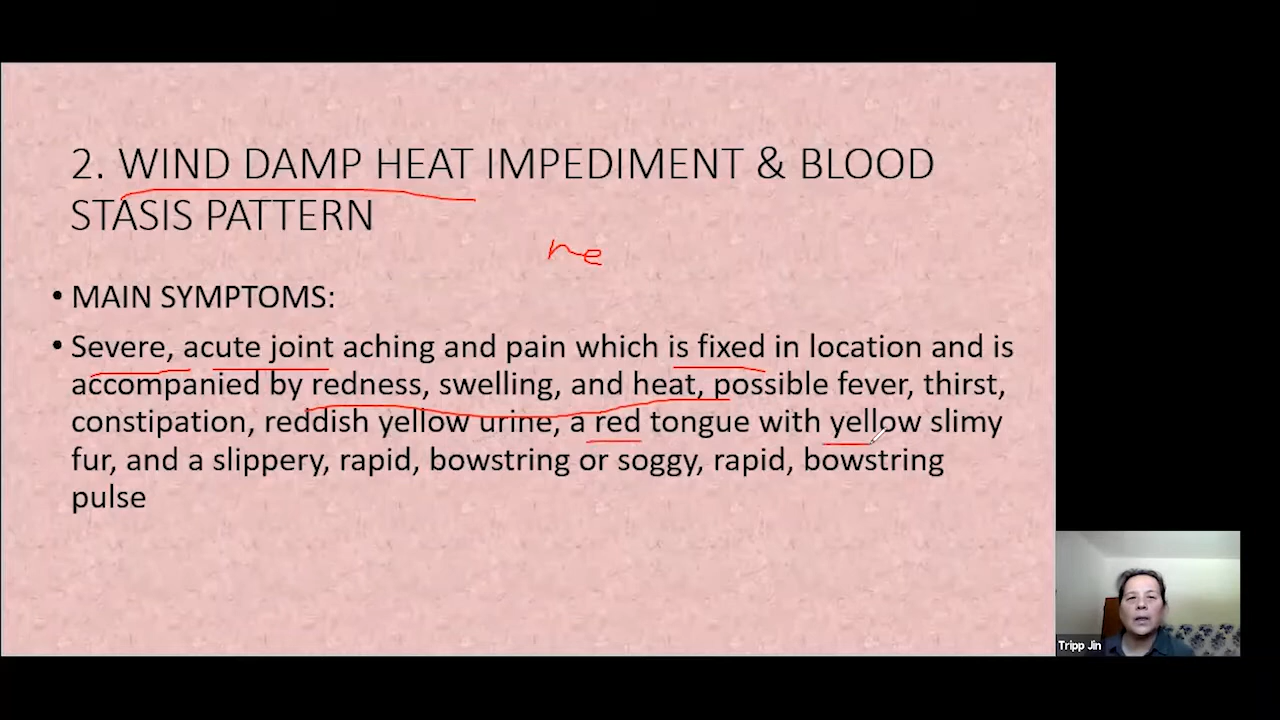 2. WIND DAMP HEAT IMPEDIMENT & BLOOD
STASIS PATTERN
re
• MAIN SYMPTOMS:
• Severe, acute joint aching and pain which is fixed in location and is
accompanied by redness, swelling, and heat, possible fever, thirst,
constipation, reddish yellow urine, a red tongue with yellow slimy
fur, and a slippery, rapid, bowstring or soggy, rapid, bowstring
pulse
Tripp Jin